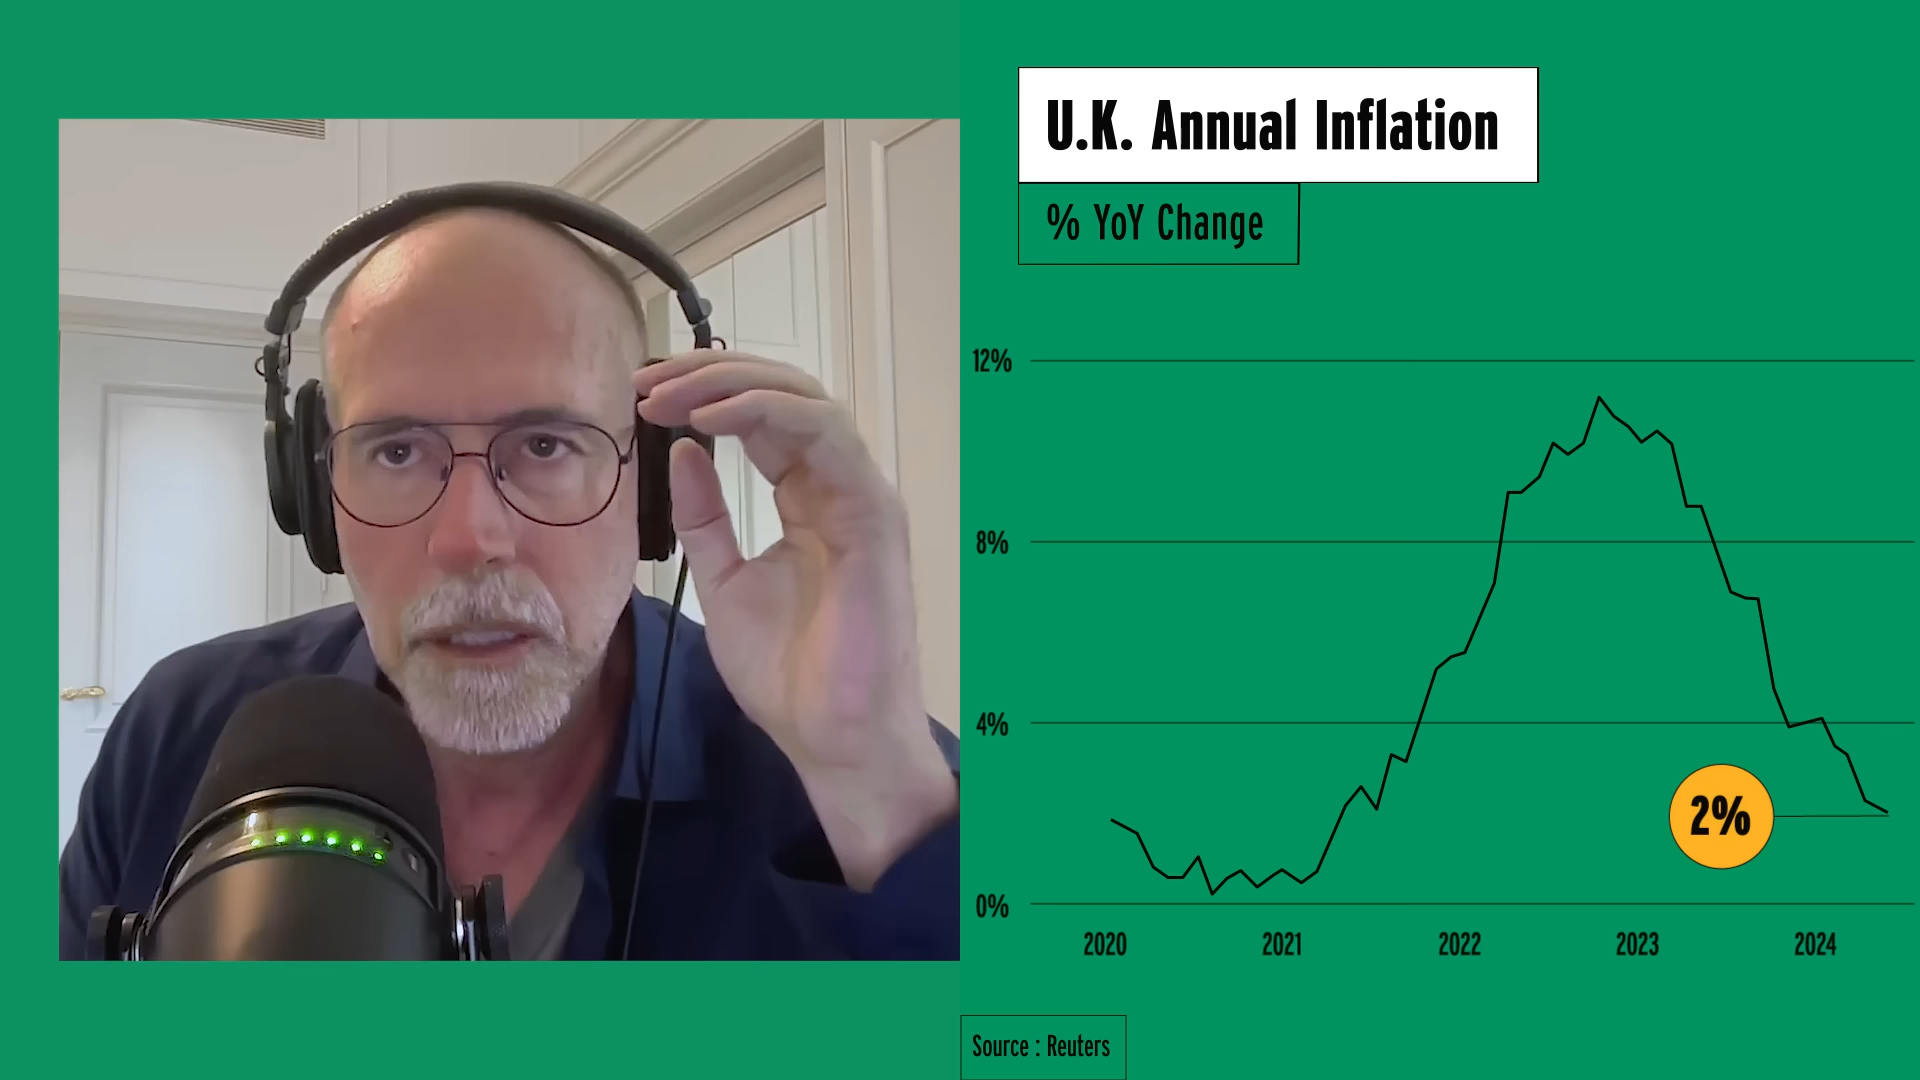 U.K. Annual Inflation
% YoY Change
12%
8%
4%
2%
0%
2020 2021 2022 2023 2024
Source : Reuters